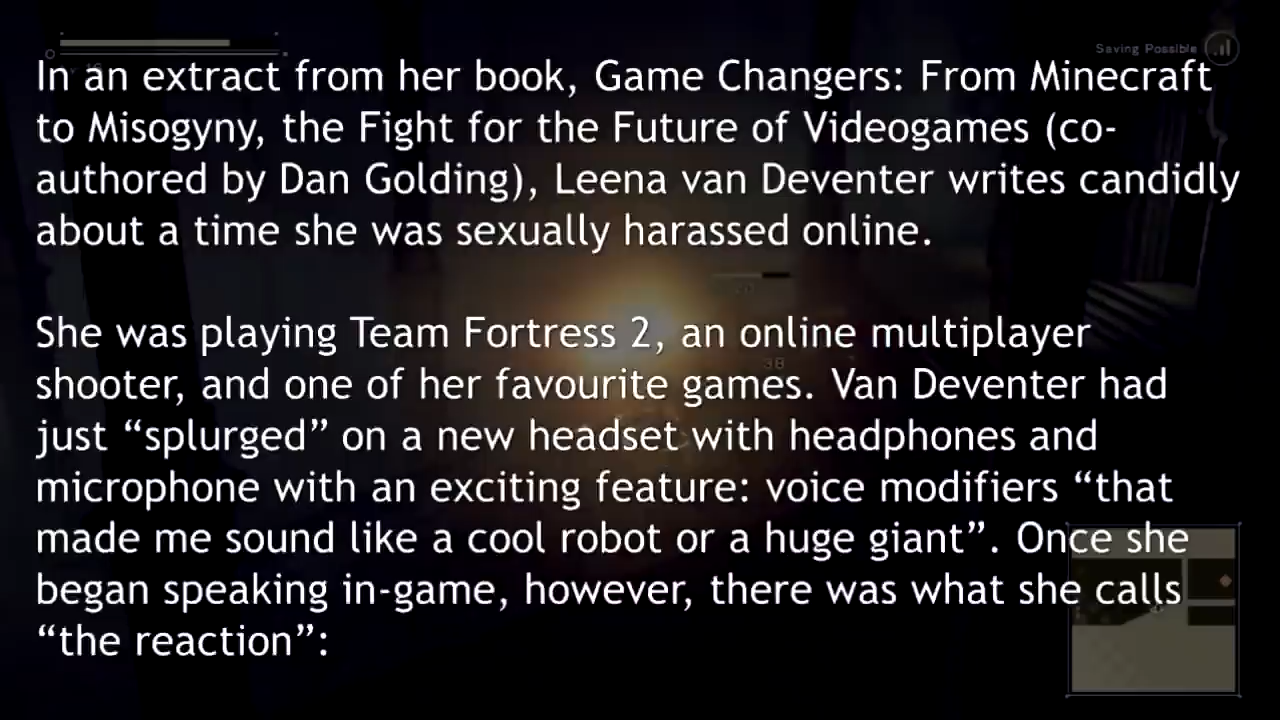 Saving Possible
In an extract from her book, Game Changers: From Minecraft
to Misogyny, the Fight for the Future of Videogames (co-
authored by Dan Golding), Leena van Deventer writes candidly
about a time she was sexually harassed online.
She was playing Team Fortress 2, an online multiplayer
38
shooter, and one of her favourite games. Van Deventer had
just “splurged” on a new headset with headphones and
microphone with an exciting feature: voice modifiers “that
made me sound like a cool robot or a huge giant”. Once she
began speaking in-game, however, there was what she calls
“the reaction”: